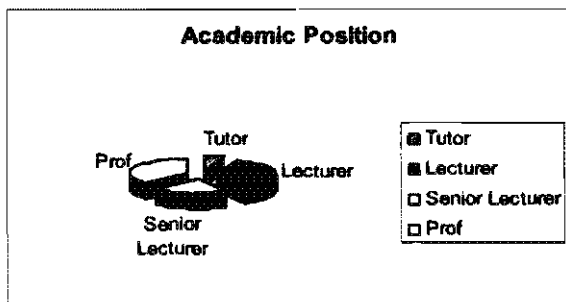 Academic Position
Tutor
Prof
Lecturer
Senior
Lecturer
Tutor
Lecturer
Senior Lecturer
Prof